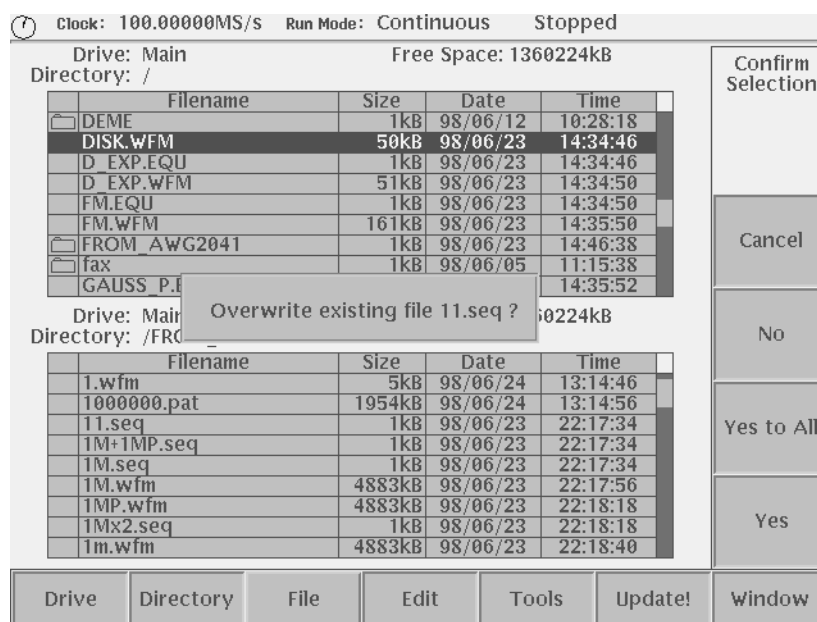 Clock: 100.00000MS/s Run Mode: Continuous Stopped
Drive: Main Free Space: 1360224kB
Directory: /
Filename Size Date Time
DEME 1kB 98/06/12 10:28:18
DISK.WFM 50kB 98/06/23 14:34:46
D_EXP.EQU 1kB 98/06/23 14:34:46
D_EXP.WFM 51kB 98/06/23 14:34:50
FM.EQU 1kB 98/06/23 14:34:50
FM.WFM 161kB 98/06/23 14:35:50
FROM_AWG2041 1kB 98/06/23 14:46:38
fax 1kB 98/06/05 11:15:38
GAUSS_P. 14:35:52
Overwrite existing file 11.seq ?
Drive: Main 0224kB
Directory: /FRO
Filename Size Date Time
1.wfm 5kB 98/06/24 13:14:46
1000000.pat 1954kB 98/06/24 13:14:56
11.seq 1kB 98/06/23 22:17:34
1M+1MP.seq 1kB 98/06/23 22:17:34
1M.seq 1kB 98/06/23 22:17:34
1M.wfm 4883kB 98/06/23 22:17:56
1MP.wfm 4883kB 98/06/23 22:18:18
1Mx2.seq 1kB 98/06/23 22:18:18
1m.wfm 4883kB 98/06/23 22:18:40
Confirm
Selection
Cancel
No
Yes to All
Yes
Drive Directory File Edit Tools Update! Window